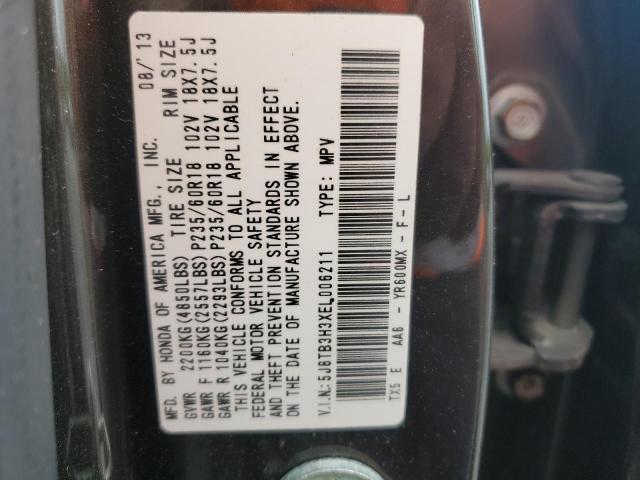 MFD. BY HONDA OF AMERICA MFG., INC. 08/'13
GVWR 2200KG(4850LBS) TIRE SIZE RIM SIZE
GAWR F 1160KG(2557LBS) P235/60R18 102V 18X7.5J
GAWR R 1040KG(2293LBS) P235/60R18 102V 18X7.5J
THIS VEHICLE CONFORMS TO ALL APPLICABLE
FEDERAL MOTOR VEHICLE SAFETY
AND THEFT PREVENTION STANDARDS IN EFFECT
ON THE DATE OF MANUFACTURE SHOWN ABOVE.
V.I.N.: 5J8TB3H3XEL006211 TYPE: MPV
TX5 E AA6 - YR600MX - F - L